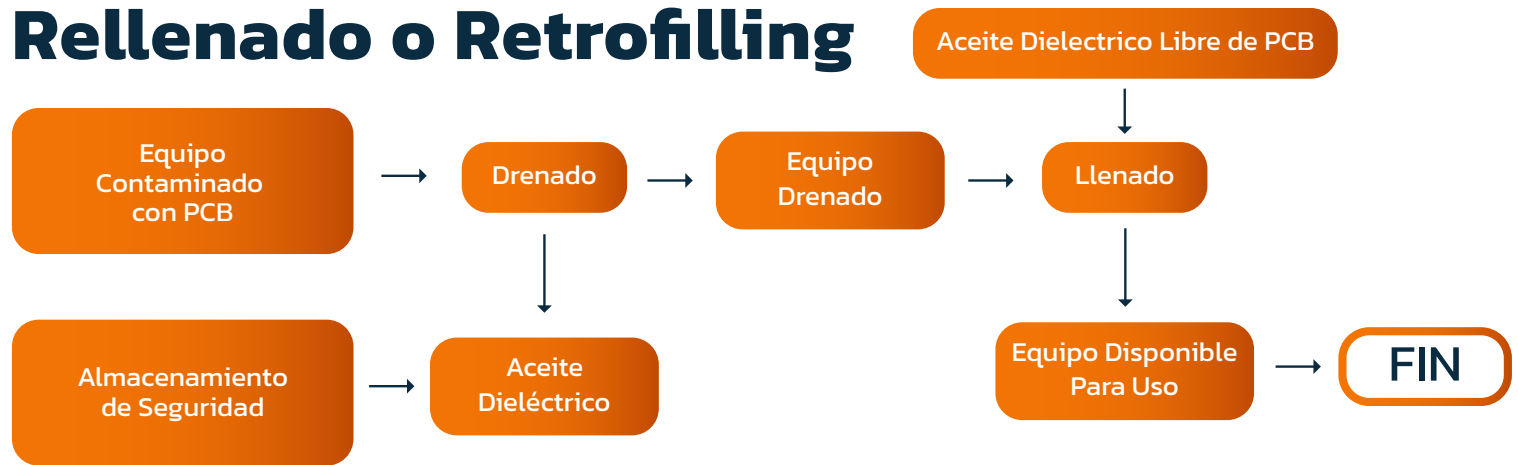 Rellenado o Retrofilling
Aceite Dielectrico Libre de PCB
Equipo
Contaminado
con PCB
Drenado
Equipo
Drenado
Llenado
Almacenamiento
de Seguridad
Aceite
Dieléctrico
Equipo Disponible
Para Uso
FIN